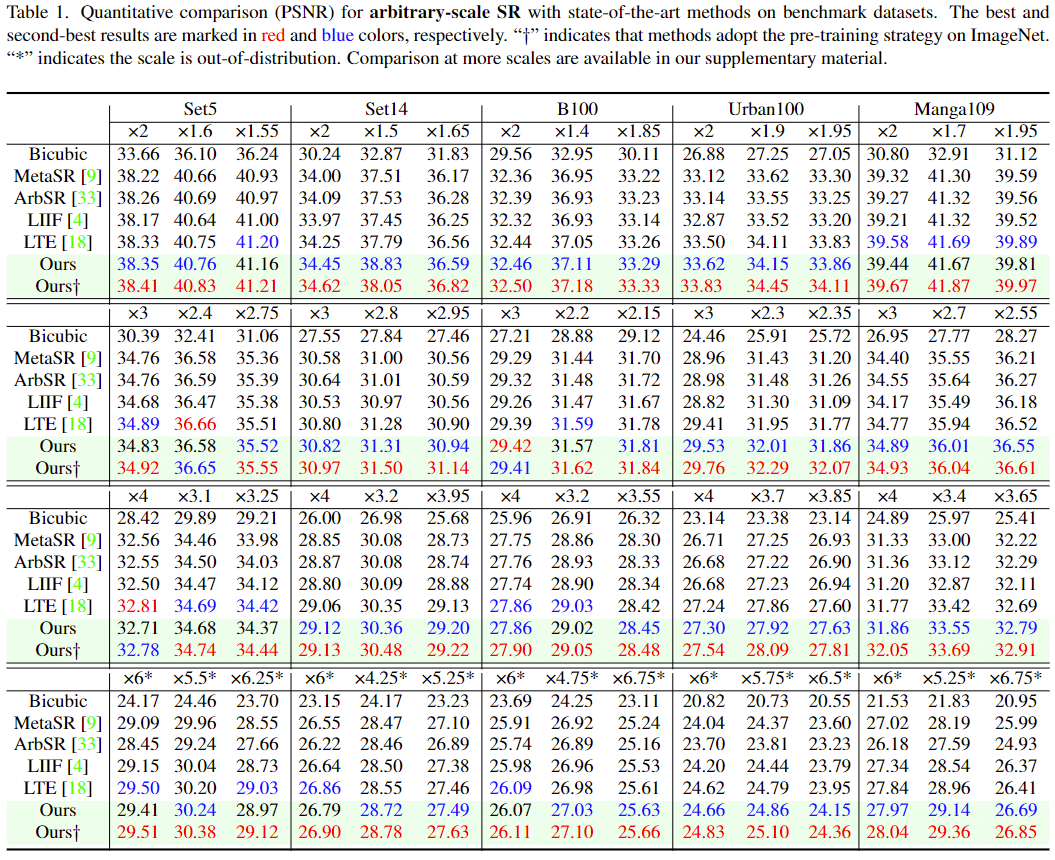 Table 1. Quantitative comparison (PSNR) for arbitrary-scale SR with state-of-the-art methods on benchmark datasets. The best and
second-best results are marked in red and blue colors, respectively. “†” indicates that methods adopt the pre-training strategy on ImageNet.
“*” indicates the scale is out-of-distribution. Comparison at more scales are available in our supplementary material.
Set5 Set14 B100 Urban100 Manga109
×2 ×1.6 ×1.55 ×2 ×1.5 ×1.65 ×2 ×1.4 ×1.85 ×2 ×1.9 ×1.95 ×2 ×1.7 ×1.95
Bicubic 33.66 36.10 36.24 30.24 32.87 31.83 29.56 32.95 30.11 26.88 27.25 27.05 30.80 32.91 31.12
MetaSR [9] 38.22 40.66 40.93 34.00 37.51 36.17 32.36 36.95 33.22 33.12 33.62 33.30 39.32 41.30 39.59
ArbSR [33] 38.26 40.69 40.97 34.09 37.53 36.28 32.39 36.93 33.23 33.14 33.55 33.25 39.27 41.32 39.56
LIIF [4] 38.17 40.64 41.00 33.97 37.45 36.25 32.32 36.93 33.14 32.87 33.52 33.20 39.21 41.32 39.52
LTE [18] 38.33 40.75 41.20 34.25 37.79 36.56 32.44 37.05 33.26 33.50 34.11 33.83 39.58 41.69 39.89
Ours 38.35 40.76 41.16 34.45 38.83 36.59 32.46 37.11 33.29 33.62 34.15 33.86 39.44 41.67 39.81
Ours† 38.41 40.83 41.21 34.62 38.05 36.82 32.50 37.18 33.33 33.83 34.45 34.11 39.67 41.87 39.97
×3 ×2.4 ×2.75 ×3 ×2.8 ×2.95 ×3 ×2.2 ×2.15 ×3 ×2.3 ×2.35 ×3 ×2.7 ×2.55
Bicubic 30.39 32.41 31.06 27.55 27.84 27.46 27.21 28.88 29.12 24.46 25.91 25.72 26.95 27.77 28.27
MetaSR [9] 34.76 36.58 35.36 30.58 31.00 30.56 29.29 31.44 31.70 28.96 31.43 31.20 34.40 35.55 36.21
ArbSR [33] 34.76 36.59 35.39 30.64 31.01 30.59 29.32 31.48 31.72 28.98 31.48 31.26 34.55 35.64 36.27
LIIF [4] 34.68 36.47 35.38 30.53 30.97 30.56 29.26 31.47 31.67 28.82 31.30 31.09 34.17 35.49 36.18
LTE [18] 34.89 36.66 35.51 30.80 31.28 30.90 29.39 31.59 31.78 29.41 31.95 31.77 34.77 35.94 36.52
Ours 34.83 36.58 35.52 30.82 31.31 30.94 29.42 31.57 31.81 29.53 32.01 31.86 34.89 36.01 36.55
Ours† 34.92 36.65 35.55 30.97 31.50 31.14 29.41 31.62 31.84 29.76 32.29 32.07 34.93 36.04 36.61
×4 ×3.1 ×3.25 ×4 ×3.2 ×3.95 ×4 ×3.2 ×3.55 ×4 ×3.7 ×3.85 ×4 ×3.4 ×3.65
Bicubic 28.42 29.89 29.21 26.00 26.98 25.68 25.96 26.91 26.32 23.14 23.38 23.14 24.89 25.97 25.41
MetaSR [9] 32.56 34.46 33.98 28.85 30.08 28.73 27.75 28.86 28.30 26.71 27.25 26.93 31.33 33.00 32.22
ArbSR [33] 32.55 34.50 34.03 28.87 30.08 28.74 27.76 28.93 28.33 26.68 27.22 26.90 31.36 33.12 32.29
LIIF [4] 32.50 34.47 34.12 28.80 30.09 28.88 27.74 28.90 28.34 26.68 27.23 26.94 31.20 32.87 32.11
LTE [18] 32.81 34.69 34.42 29.06 30.35 29.13 27.86 29.03 28.42 27.24 27.86 27.60 31.77 33.42 32.69
Ours 32.71 34.68 34.37 29.12 30.36 29.20 27.86 29.02 28.45 27.30 27.92 27.63 31.86 33.55 32.79
Ours† 32.78 34.74 34.44 29.13 30.48 29.22 27.90 29.05 28.48 27.54 28.09 27.81 32.05 33.69 32.91
×6* ×5.5* ×6.25* ×6* ×4.25* ×5.25* ×6* ×4.75* ×6.75* ×6* ×5.75* ×6.5* ×6* ×5.25* ×6.75*
Bicubic 24.17 24.46 23.70 23.15 24.17 23.23 23.69 24.25 23.11 20.82 20.73 20.55 21.53 21.83 20.95
MetaSR [9] 29.09 29.96 28.55 26.55 28.47 27.10 25.91 26.92 25.24 24.04 24.37 23.60 27.02 28.19 25.99
ArbSR [33] 28.45 29.24 27.66 26.22 28.46 26.89 25.74 26.89 25.16 23.70 23.81 23.23 26.18 27.59 24.93
LIIF [4] 29.15 30.04 28.73 26.64 28.50 27.38 25.98 26.96 25.53 24.20 24.44 23.79 27.34 28.54 26.37
LTE [18] 29.50 30.20 29.03 26.86 28.55 27.46 26.09 26.98 25.61 24.62 24.79 23.95 27.84 28.96 26.41
Ours 29.41 30.24 28.97 26.79 28.72 27.49 26.07 27.03 25.63 24.66 24.86 24.15 27.97 29.14 26.69
Ours† 29.51 30.38 29.12 26.90 28.78 27.63 26.11 27.10 25.66 24.83 25.10 24.36 28.04 29.36 26.85